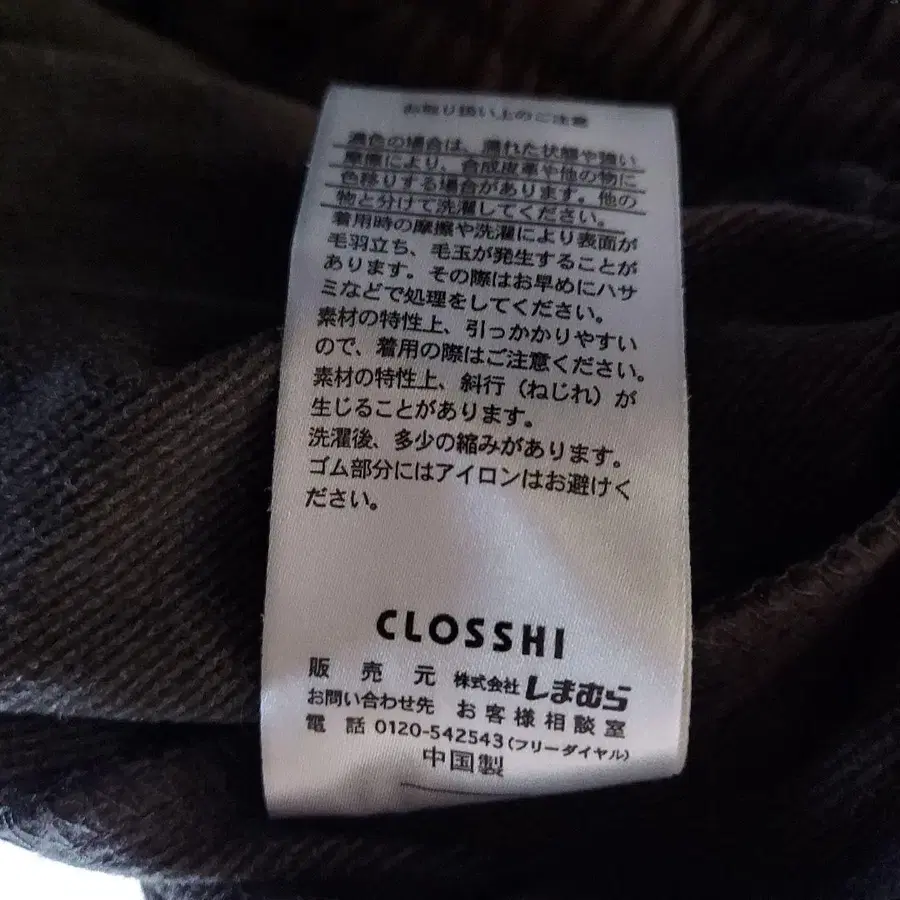 お取り扱い上のご注意
濃色の場合は、濡れた状態や強い
摩擦により、合成皮革や他の物に
色移りする場合があります。他の
物と分けて洗濯してください。
着用時の摩擦や洗濯により表面が
毛羽立ち、毛玉が発生することが
あります。その際はお早めにハサ
ミなどで処理をしてください。
素材の特性上、引っかかりやすい
ので、着用の際はご注意ください。
素材の特性上、斜行（ねじれ）が
生じることがあります。
洗濯後、多少の縮みがあります。
ゴム部分にはアイロンはお避けく
ださい。
CLOSSHI
販売元 株式会社しまむら
お問い合わせ先 お客様相談室
電話 0120-542543(フリーダイヤル)
中国製